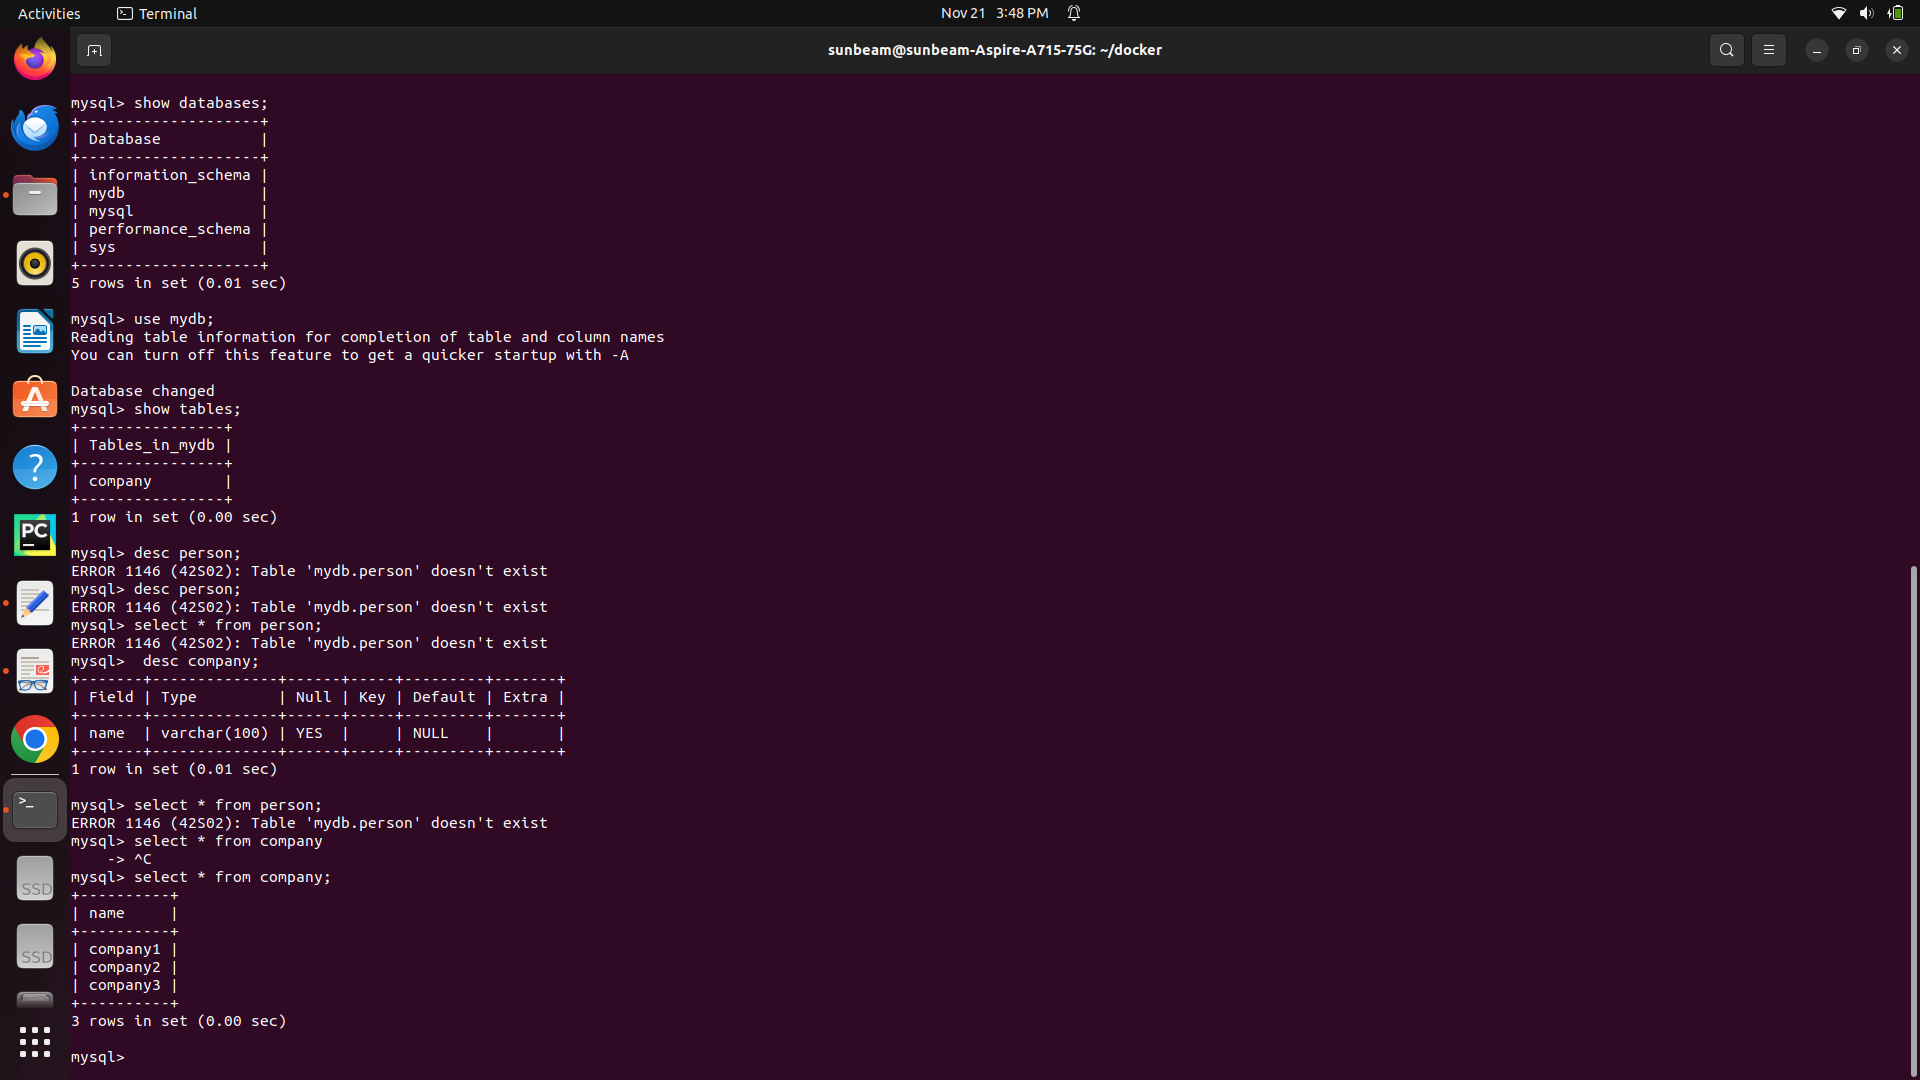 Activities
Terminal
Nov 21 3:48 PM
sunbeam@sunbeam-Aspire-A715-75G: ~/docker
mysql> show databases;
+--------------------+
| Database           |
+--------------------+
| information_schema |
| mydb               |
| mysql              |
| performance_schema |
| sys                |
+--------------------+
5 rows in set (0.01 sec)
mysql> use mydb;
Reading table information for completion of table and column names
You can turn off this feature to get a quicker startup with -A
Database changed
mysql> show tables;
+----------------+
| Tables_in_mydb |
+----------------+
| company        |
+----------------+
1 row in set (0.00 sec)
mysql> desc person;
ERROR 1146 (42S02): Table 'mydb.person' doesn't exist
mysql> desc person;
ERROR 1146 (42S02): Table 'mydb.person' doesn't exist
mysql> select * from person;
ERROR 1146 (42S02): Table 'mydb.person' doesn't exist
mysql>  desc company;
+-------+--------------+------+-----+---------+-------+
| Field | Type         | Null | Key | Default | Extra |
+-------+--------------+------+-----+---------+-------+
| name  | varchar(100) | YES  |     | NULL    |       |
+-------+--------------+------+-----+---------+-------+
1 row in set (0.01 sec)
mysql> select * from person;
ERROR 1146 (42S02): Table 'mydb.person' doesn't exist
mysql> select * from company
    -> ^C
mysql> select * from company;
+----------+
| name     |
+----------+
| company1 |
| company2 |
| company3 |
+----------+
3 rows in set (0.00 sec)
mysql>
PC
>_
SSD
SSD